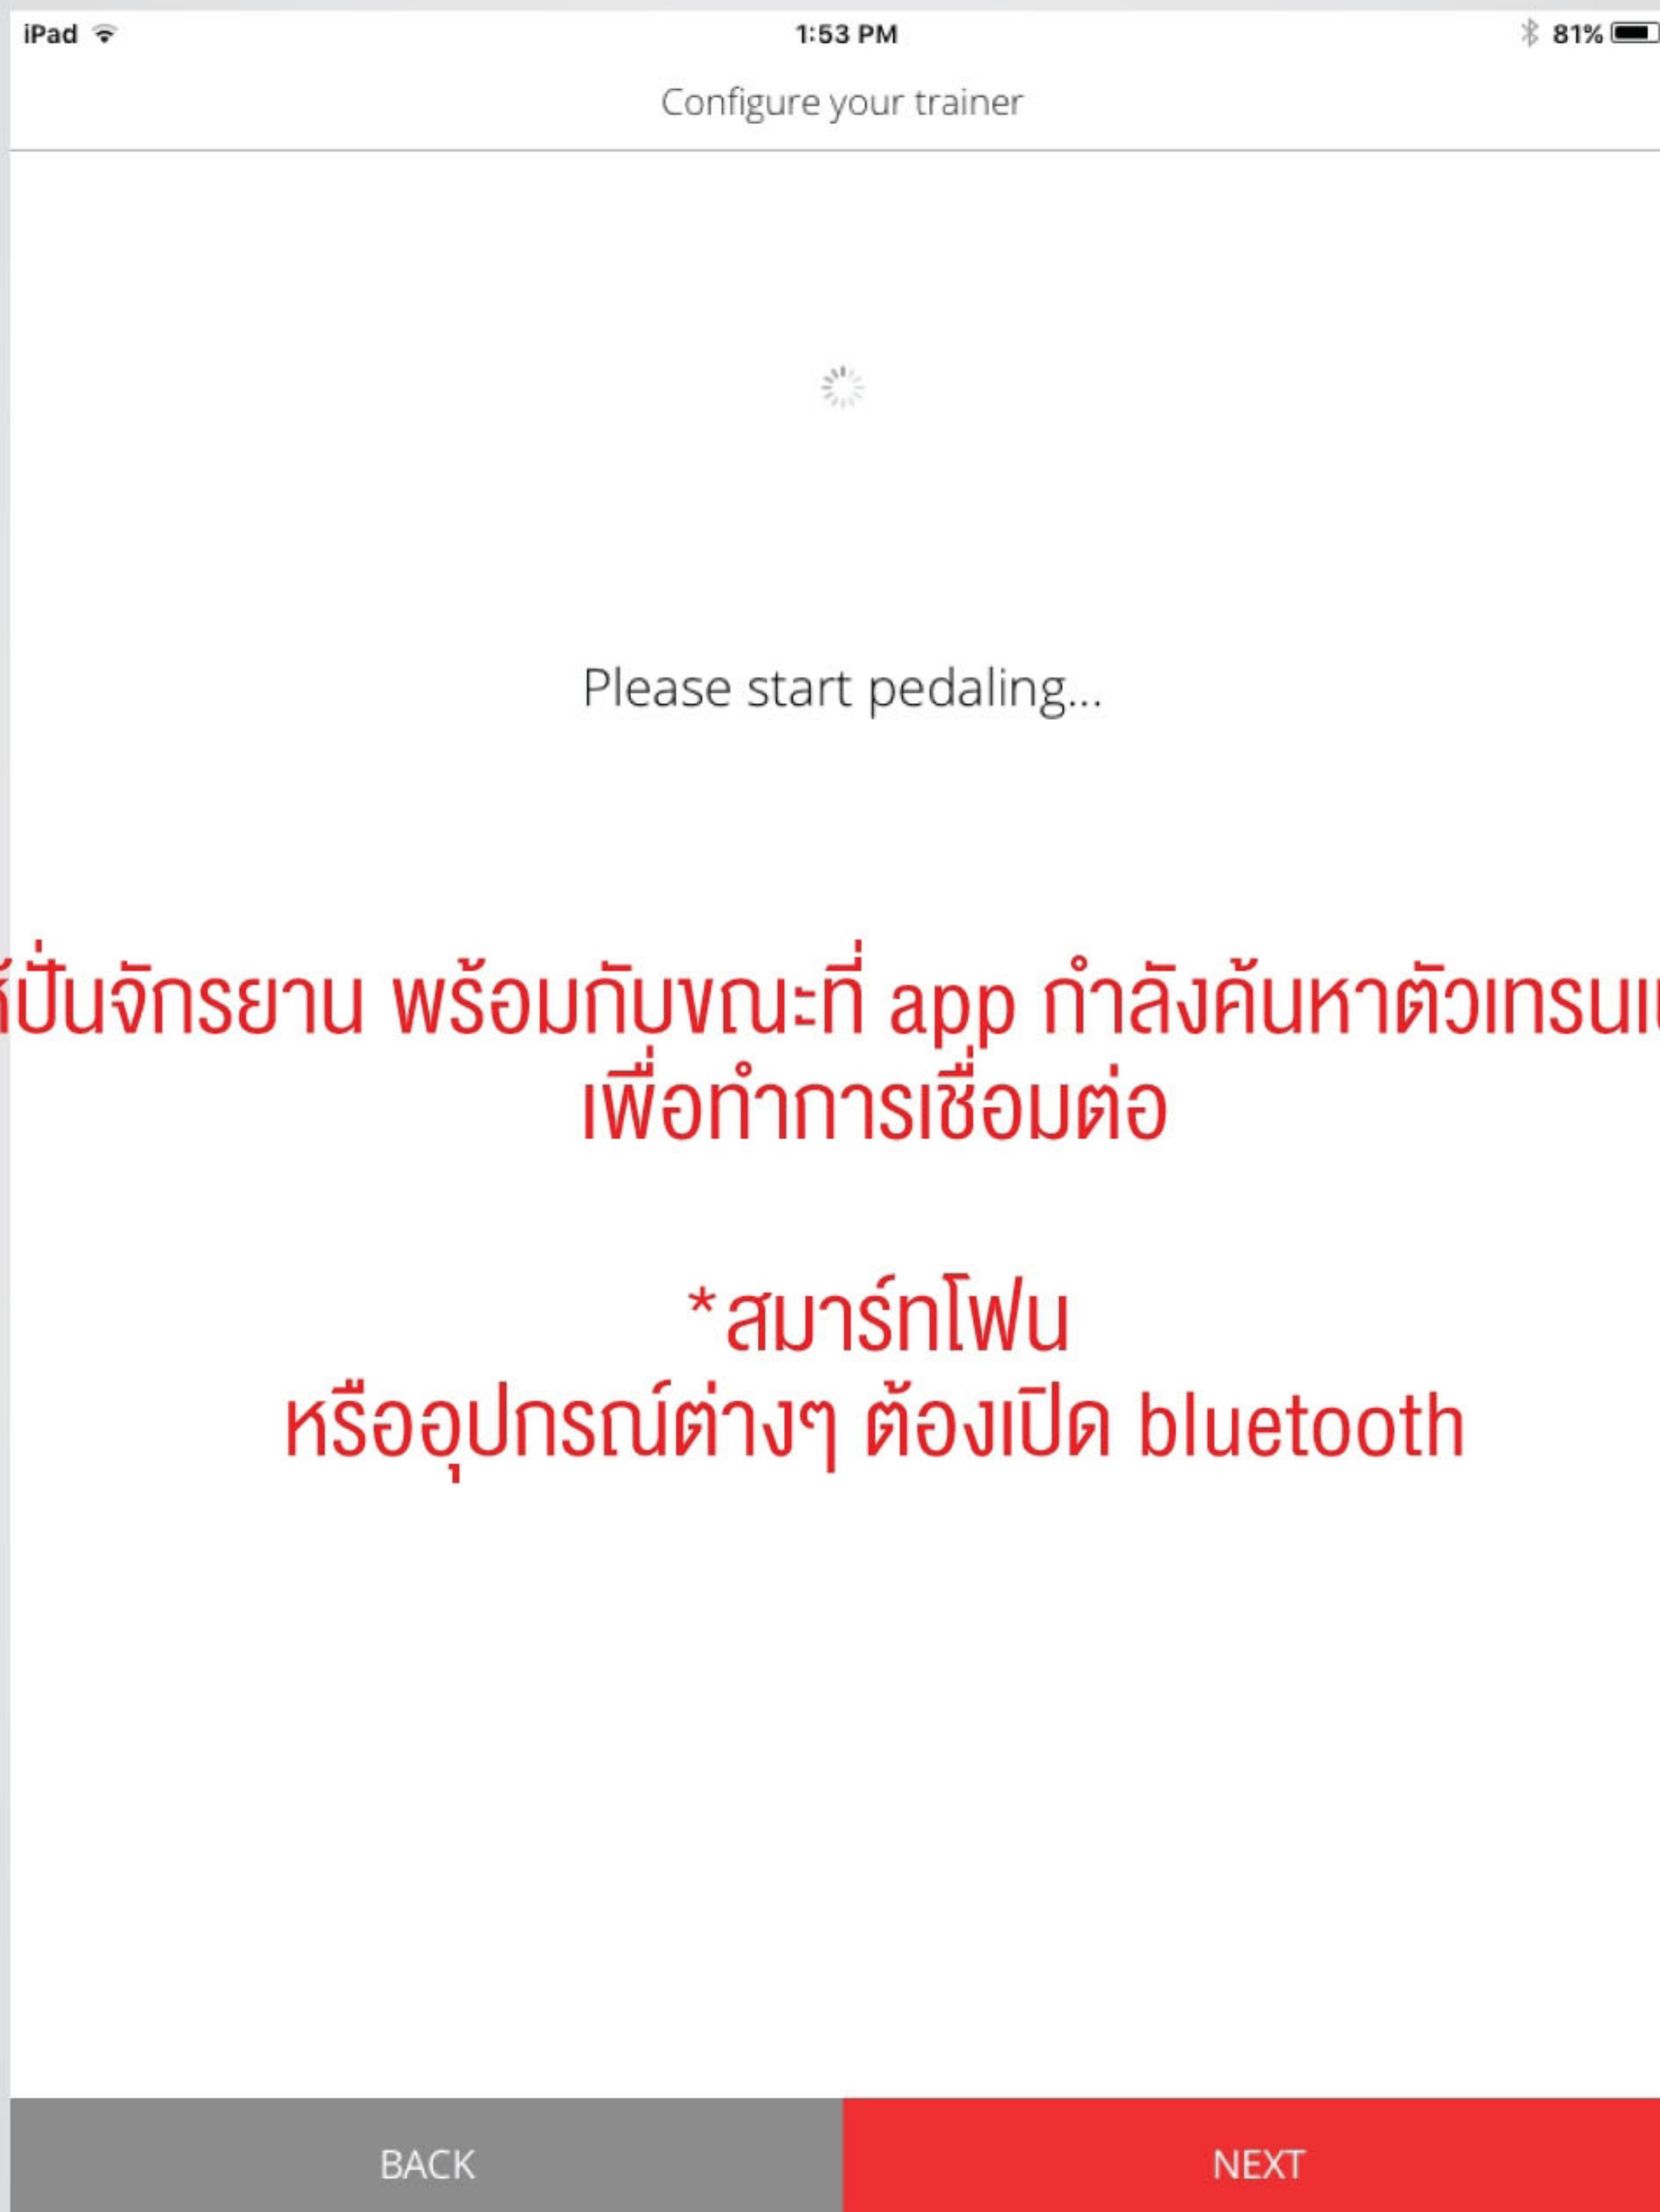 iPad
1:53 PM
81%
Configure your trainer
Please start pedaling...
ปั่นจักรยาน พร้อมกับขณะที่ app กำลังค้นหาตัว
เพื่อทำการเชื่อมต่อ
*สมาร์ทโฟน
หรืออุปกรณ์ต่างๆ ต้องเปิด bluetooth
BACK
NEXT